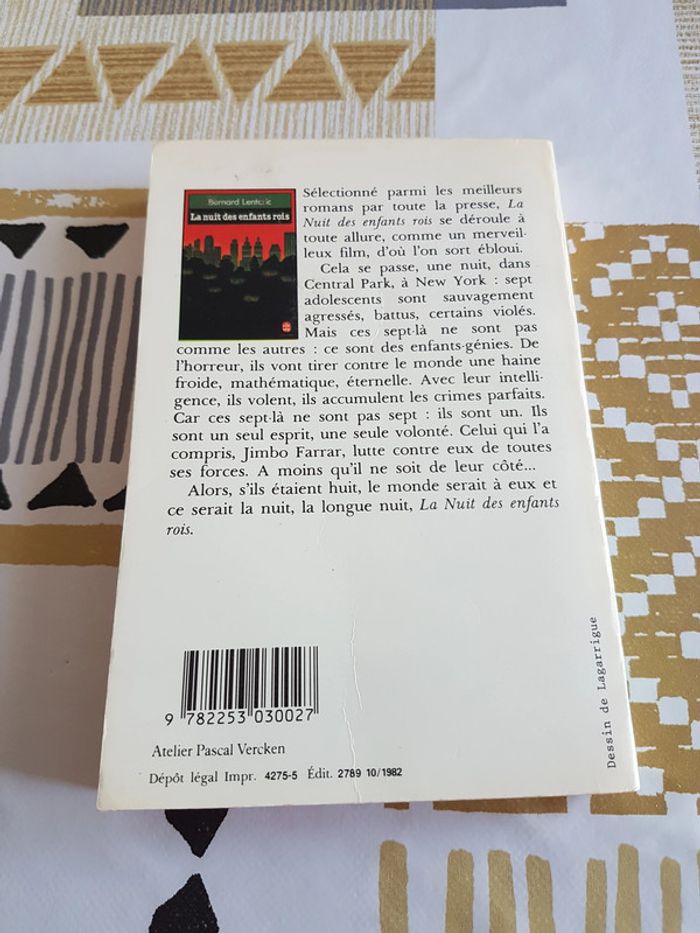 Bernard Lenteric
La nuit des enfants rois
Sélectionné parmi les meilleurs
romans par toute la presse, La
Nuit des enfants rois se déroule à
toute allure, comme un merveil-
leux film, d'où l'on sort ébloui.
Cela se passe, une nuit, dans
Central Park, à New York : sept
adolescents sont sauvagement
agressés, battus, certains violés.
Mais ces sept-là ne sont pas
comme les autres : ce sont des enfants-génies. De
l'horreur, ils vont tirer contre le monde une haine
froide, mathématique, éternelle. Avec leur intelli-
gence, ils volent, ils accumulent les crimes parfaits.
Car ces sept-là ne sont pas sept : ils sont un. Ils
sont un seul esprit, une seule volonté. Celui qui l'a
compris, Jimbo Farrar, lutte contre eux de toutes
ses forces. A moins qu'il ne soit de leur côté...
Alors, s'ils étaient huit, le monde serait à eux et
ce serait la nuit, la longue nuit, La Nuit des enfants
rois.
Dessin de Lagarrigue
9 782253 030027
Atelier Pascal Vercken
Dépôt légal Impr. 4275-5 Édit. 2789 10/1982